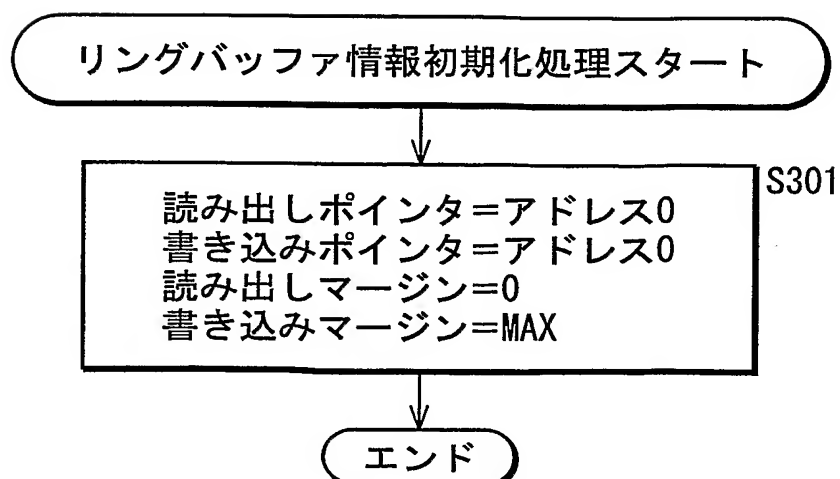 リングバッファ情報初期化処理スタート
S301
読み出しポインタ=アドレス0
書き込みポインタ=アドレス0
読み出しマージン=0
書き込みマージン=MAX
エンド